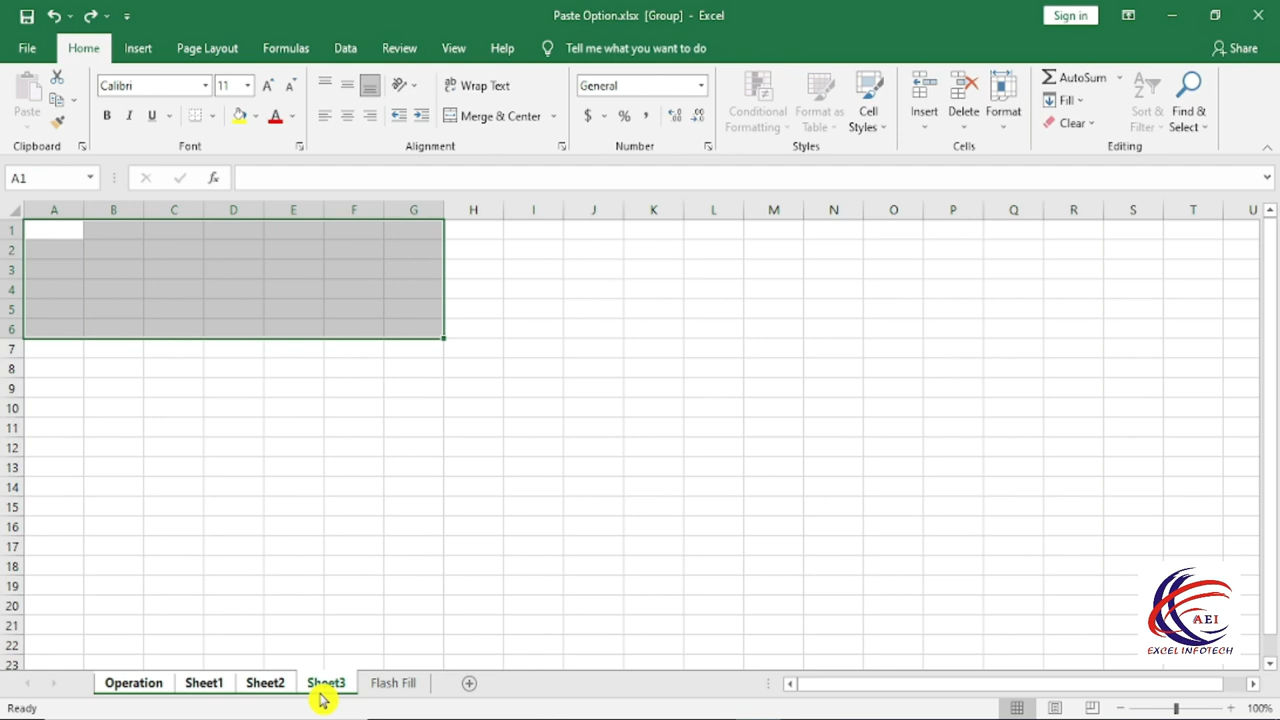 Paste Option.xlsx [Group] - Excel
Sign in
File Home Insert Page Layout Formulas Data Review View Help Tell me what you want to do Share
Calibri 11 Wrap Text General AutoSum
Paste Merge & Center Conditional Formatting Format as Table Cell Styles Insert Delete Format Fill Clear Sort & Filter Find & Select
B I U A $ % ,
Clipboard Font Alignment Number Styles Cells Editing
A1 fx
A B C D E F G H I J K L M N O P Q R S T U
1
2
3
4
5
6
7
8
9
10
11
12
13
14
15
16
17
18
19
20
21
22
23
AEI
EXCEL INFOTECH
Operation Sheet1 Sheet2 Sheet3 Flash Fill
Ready 100%